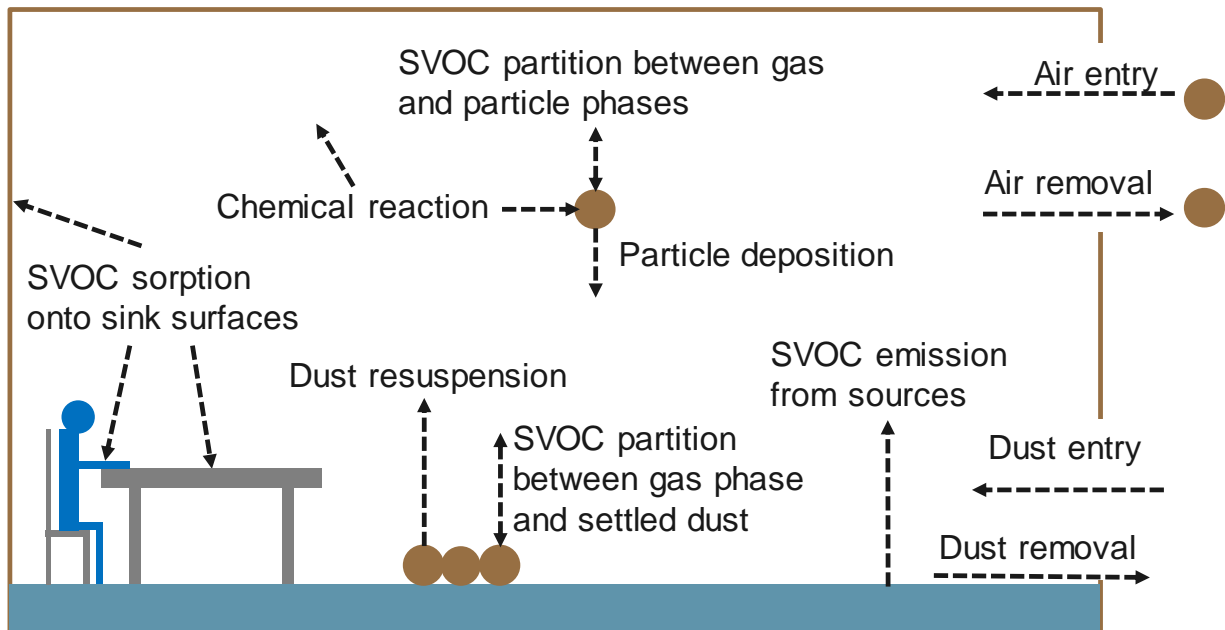 SVOC partition between gas
and particle phases
Air entry
Chemical reaction
Air removal
Particle deposition
SVOC sorption
onto sink surfaces
Dust resuspension
SVOC emission
from sources
SVOC partition
between gas phase
and settled dust
Dust entry
Dust removal